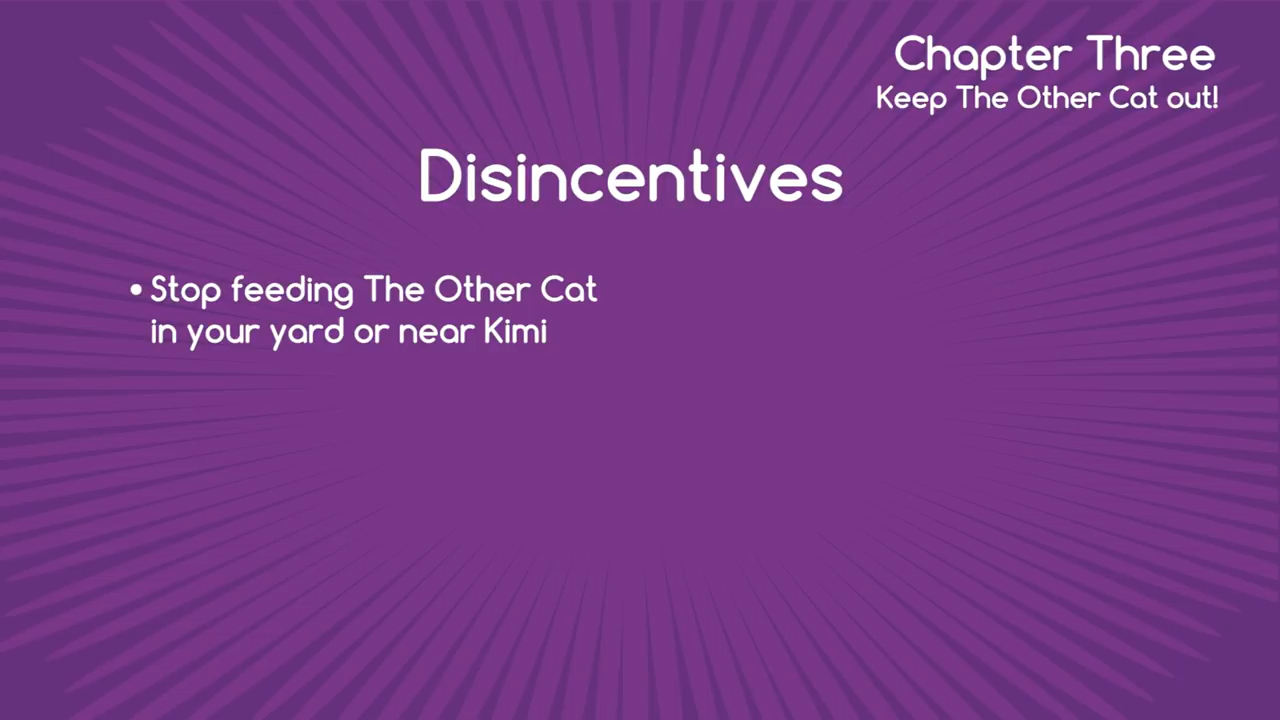 Chapter Three
Keep The Other Cat out!
Disincentives
• Stop feeding The Other Cat
in your yard or near Kimi